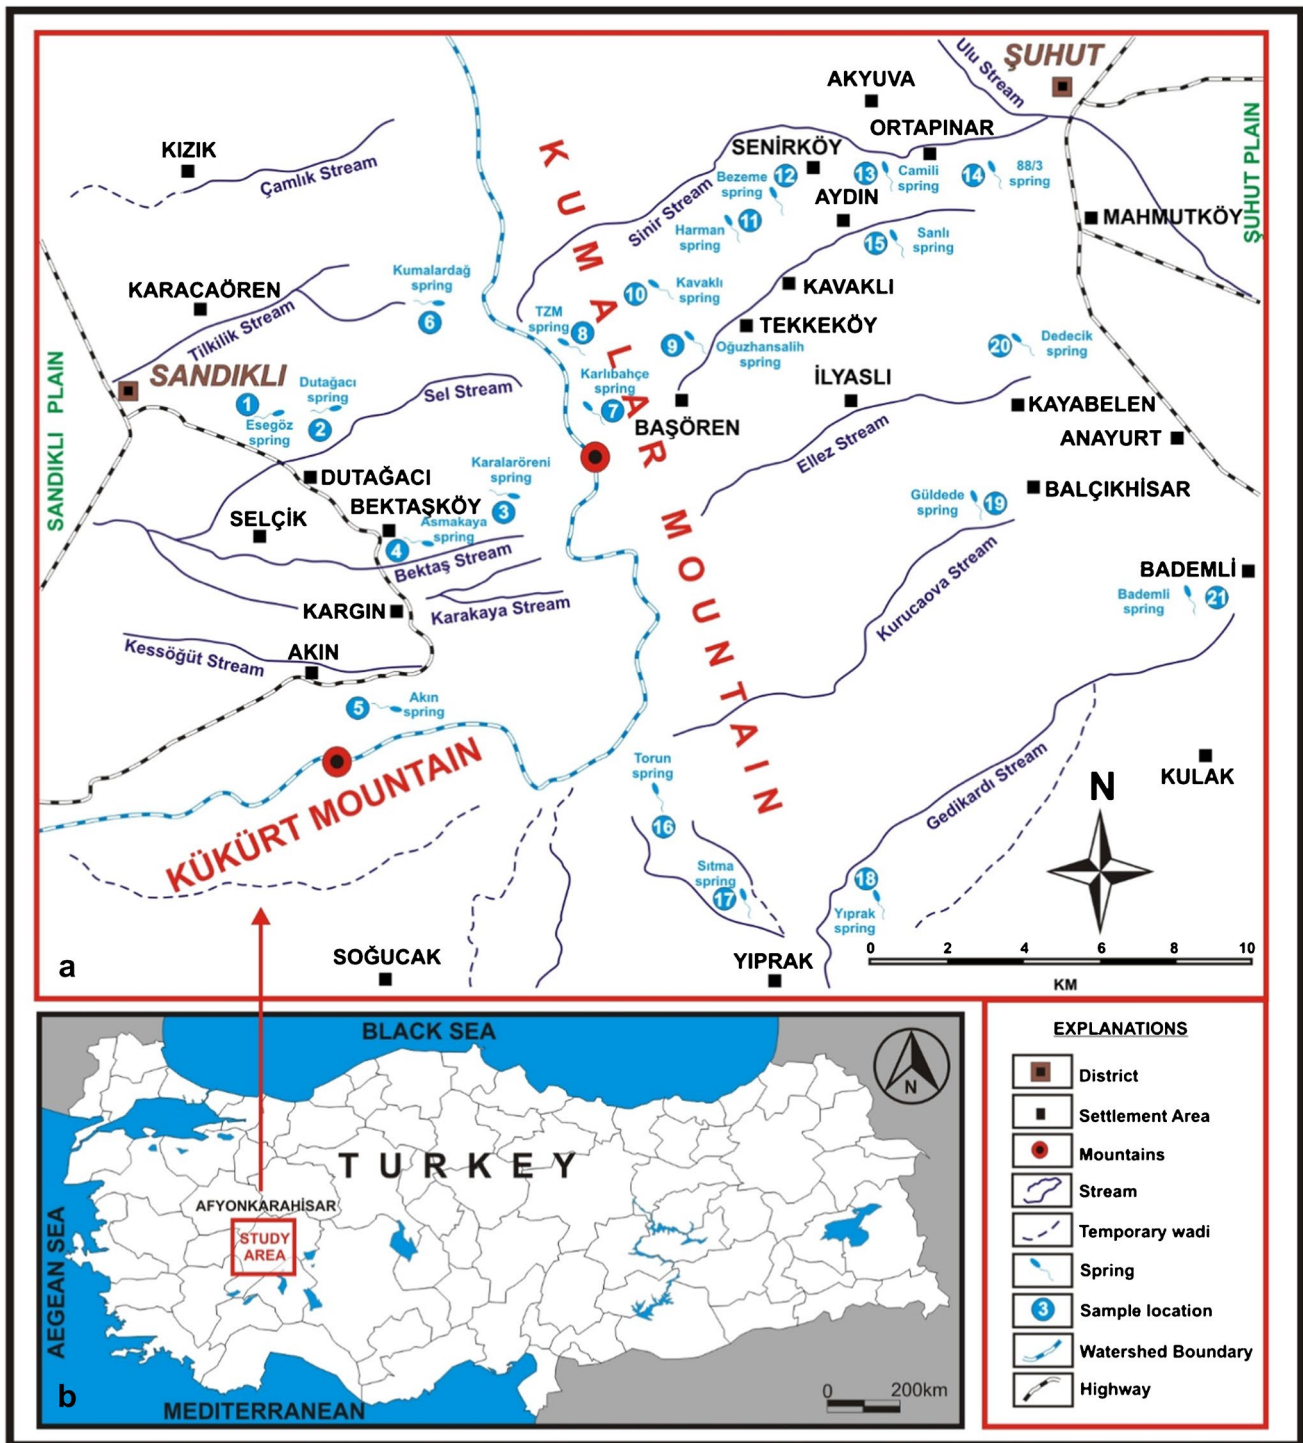 ŞUHUT
Ulu Stream
AKYUVA
ORTAPINAR
SENİRKÖY
KIZIK
Çamlık Stream
KUMALAR MOUNTAIN
Bezeme
spring
12
13
Camili
spring
14
88/3
spring
ŞUHUT PLAIN
AYDIN
MAHMUTKÖY
Sinir Stream
Harman
spring
11
15
Sanlı
spring
KARACAÖREN
Kumalardağ
spring
6
10
Kavaklı
spring
KAVAKLI
Tilkilik Stream
TZM
spring
8
9
Oğuzhansalih
spring
TEKKEKÖY
20
Dedecik
spring
SANDIKLI PLAIN
SANDIKLI
1
Esegöz
spring
Dutağacı
spring
2
Sel Stream
Karlıbahçe
spring
7
BAŞÖREN
İLYASLI
KAYABELEN
ANAYURT
Ellez Stream
DUTAĞACI
Karalaröreni
spring
3
SELÇİK
BEKTAŞKÖY
Asmakaya
spring
4
Bektaş Stream
Güldede
spring
19
BALÇIKHİSAR
Kurucaova Stream
BADEMLİ
Bademli
spring
21
KARGIN
Karakaya Stream
Kessöğüt Stream
AKIN
5
Akın
spring
KÜKÜRT MOUNTAIN
Torun
spring
16
Gedikardı Stream
KULAK
N
Sıtma
spring
17
18
Yıprak
spring
SOĞUCAK
YIPRAK
0 2 4 6 8 10
KM
a
BLACK SEA
N
TURKEY
AFYONKARAHİSAR
STUDY
AREA
AEGEAN SEA
MEDITERRANEAN
0 200km
b
EXPLANATIONS
District
Settlement Area
Mountains
Stream
Temporary wadi
Spring
3 Sample location
Watershed Boundary
Highway